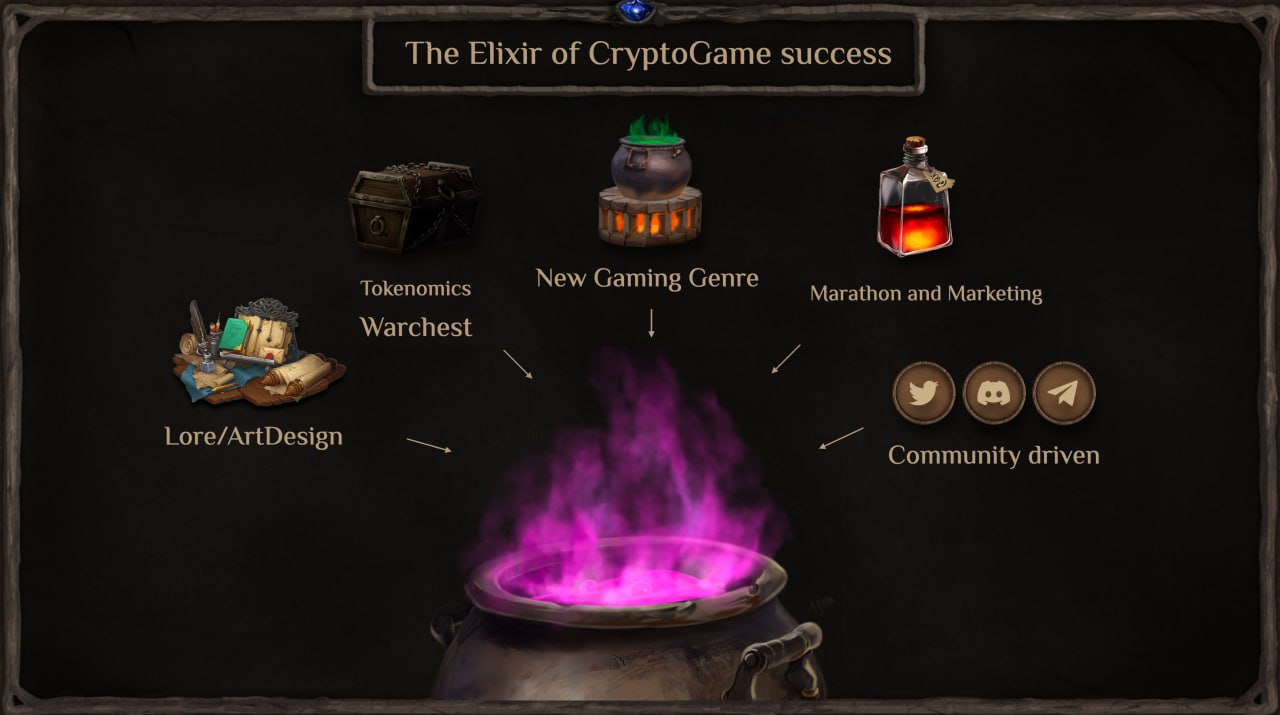 The Elixir of CryptoGame success
Tokenomics
Warchest
New Gaming Genre
Marathon and Marketing
Lore/ArtDesign
Community driven